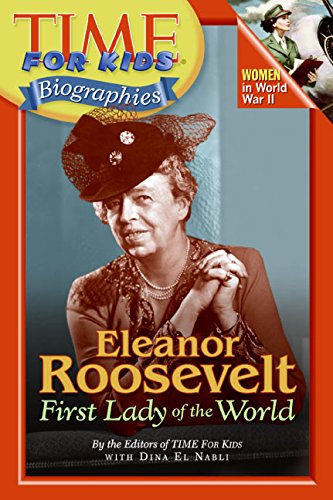 TIME
FOR KIDS®
Biographies
WOMEN
in World
War II
Eleanor
Roosevelt
First Lady of the World
By the Editors of TIME FOR KIDS
WITH DINA EL NABLI